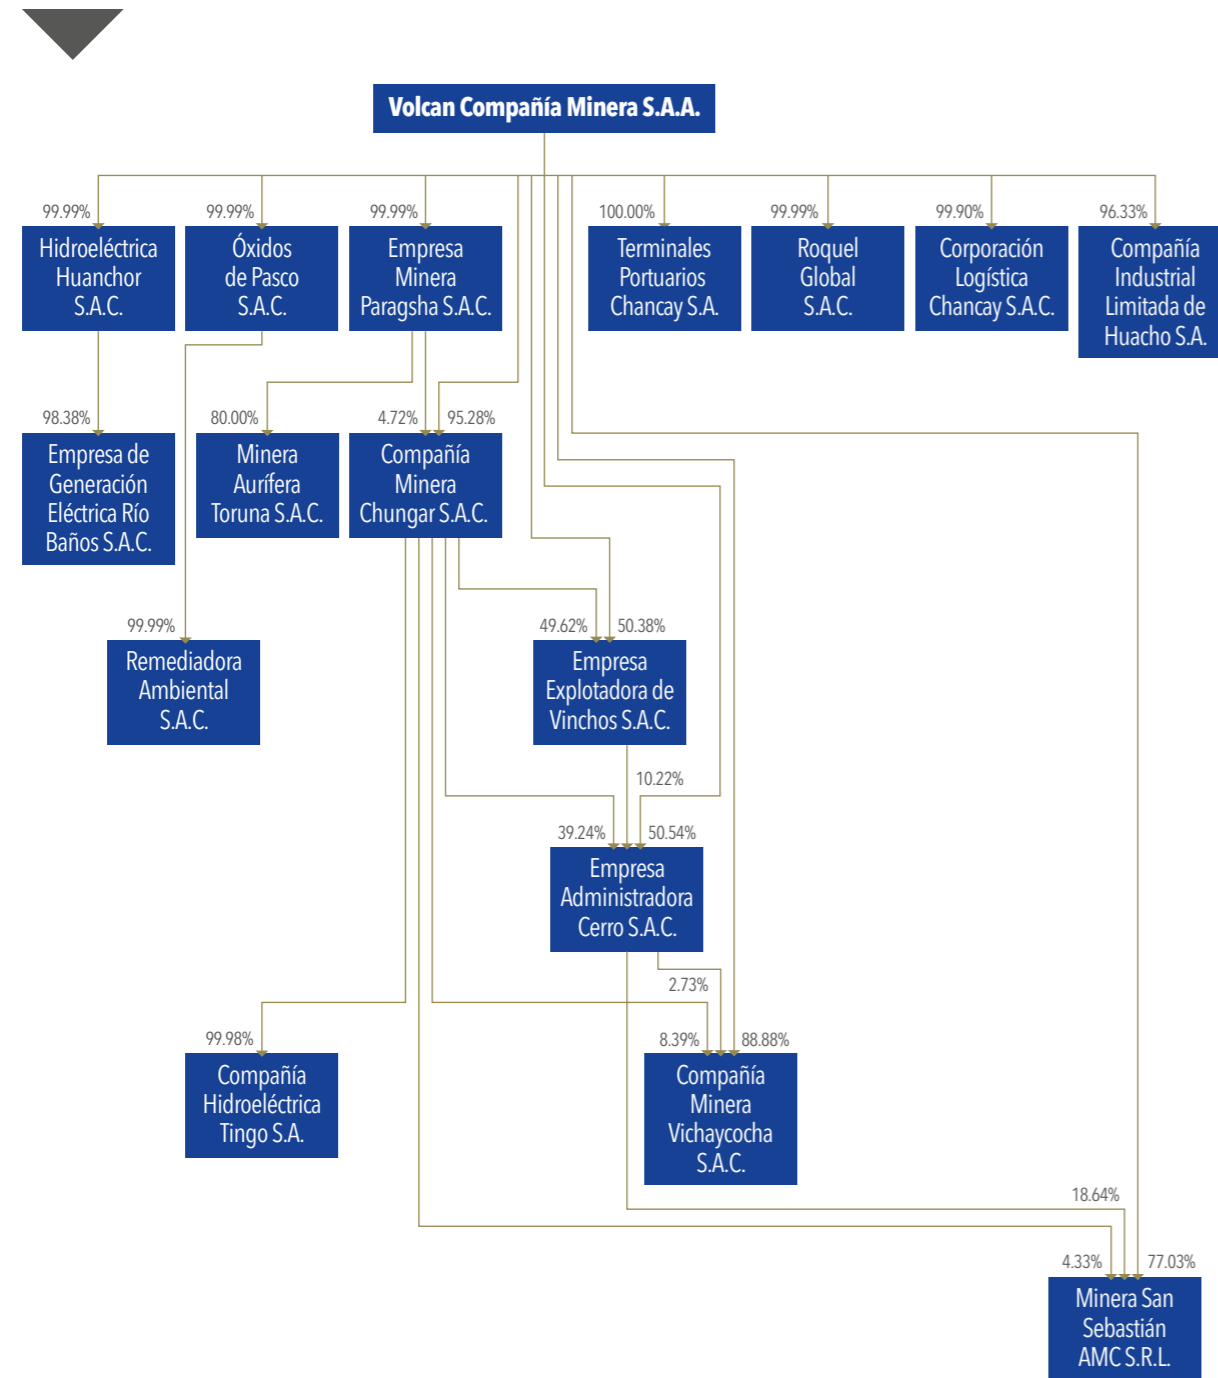 Volcan Compañía Minera S.A.A.
99.99%
99.99%
99.99%
100.00%
99.99%
99.90%
96.33%
Hidroeléctrica
Huanchor
S.A.C.
Óxidos
de Pasco
S.A.C.
Empresa
Minera
Paragsha S.A.C.
Terminales
Portuarios
Chancay S.A.
Roquel
Global
S.A.C.
Corporación
Logística
Chancay S.A.C.
Compañía
Industrial
Limitada de
Huacho S.A.
98.38%
80.00%
4.72%
95.28%
Empresa de
Generación
Eléctrica Río
Baños S.A.C.
Minera
Aurífera
Toruna S.A.C.
Compañía
Minera
Chungar S.A.C.
99.99%
49.62%
50.38%
Remediadora
Ambiental
S.A.C.
Empresa
Explotadora de
Vinchos S.A.C.
10.22%
39.24%
50.54%
Empresa
Administradora
Cerro S.A.C.
2.73%
99.98%
8.39%
88.88%
Compañía
Hidroeléctrica
Tingo S.A.
Compañía
Minera
Vichaycocha
S.A.C.
18.64%
4.33%
77.03%
Minera San
Sebastián
AMC S.R.L.